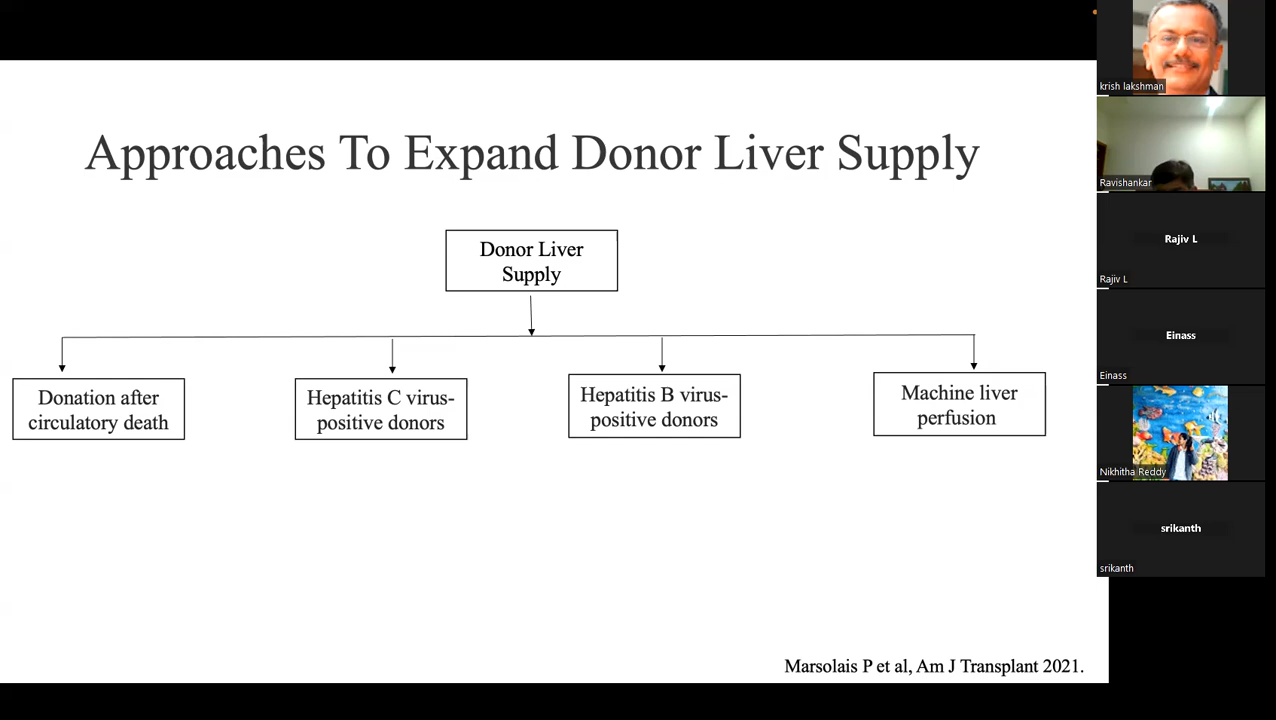 Approaches To Expand Donor Liver Supply
Donor Liver
Supply
Donation after
circulatory death
Hepatitis C virus-
positive donors
Hepatitis B virus-
positive donors
Machine liver
perfusion
Marsolais P et al, Am J Transplant 2021.
krish lakshman
Ravishankar
Rajiv L
Rajiv L
Einass
Einass
Nikhitha Reddy
srikanth
srikanth